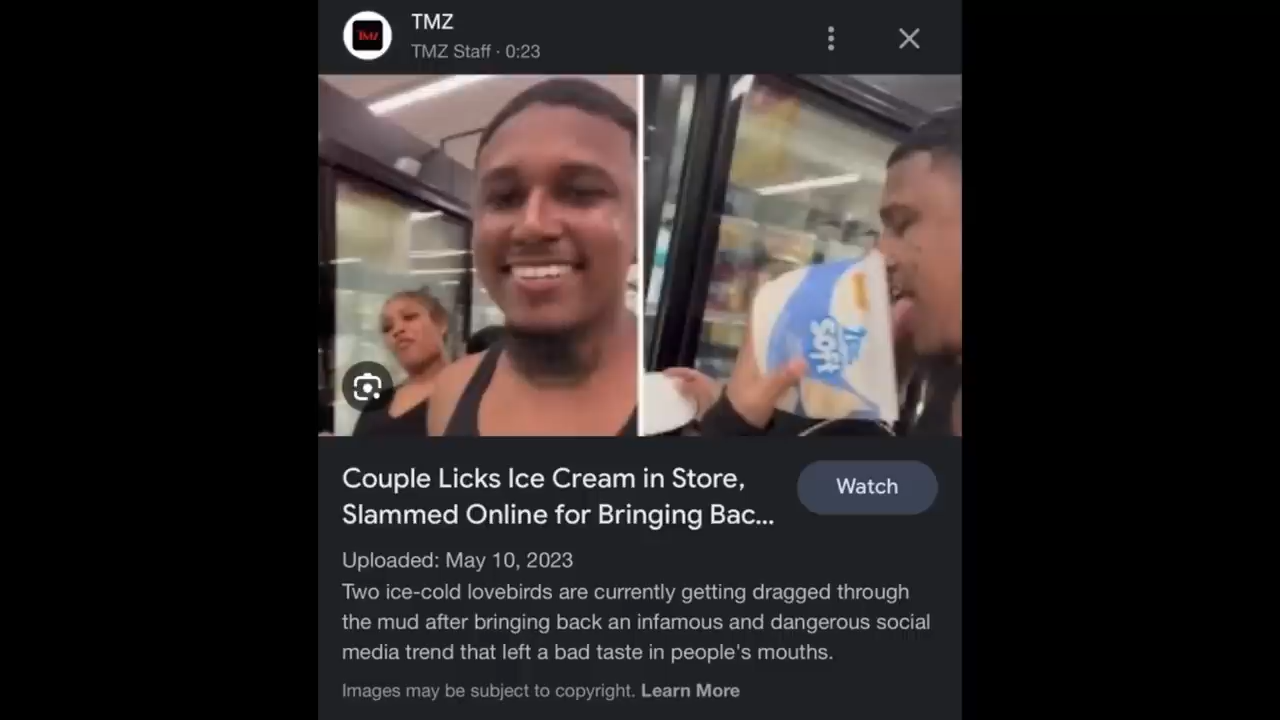 TMZ
TMZ
TMZ Staff · 0:23
Soft
Couple Licks Ice Cream in Store,
Slammed Online for Bringing Bac...
Watch
Uploaded: May 10, 2023
Two ice-cold lovebirds are currently getting dragged through
the mud after bringing back an infamous and dangerous social
media trend that left a bad taste in people's mouths.
Images may be subject to copyright. Learn More